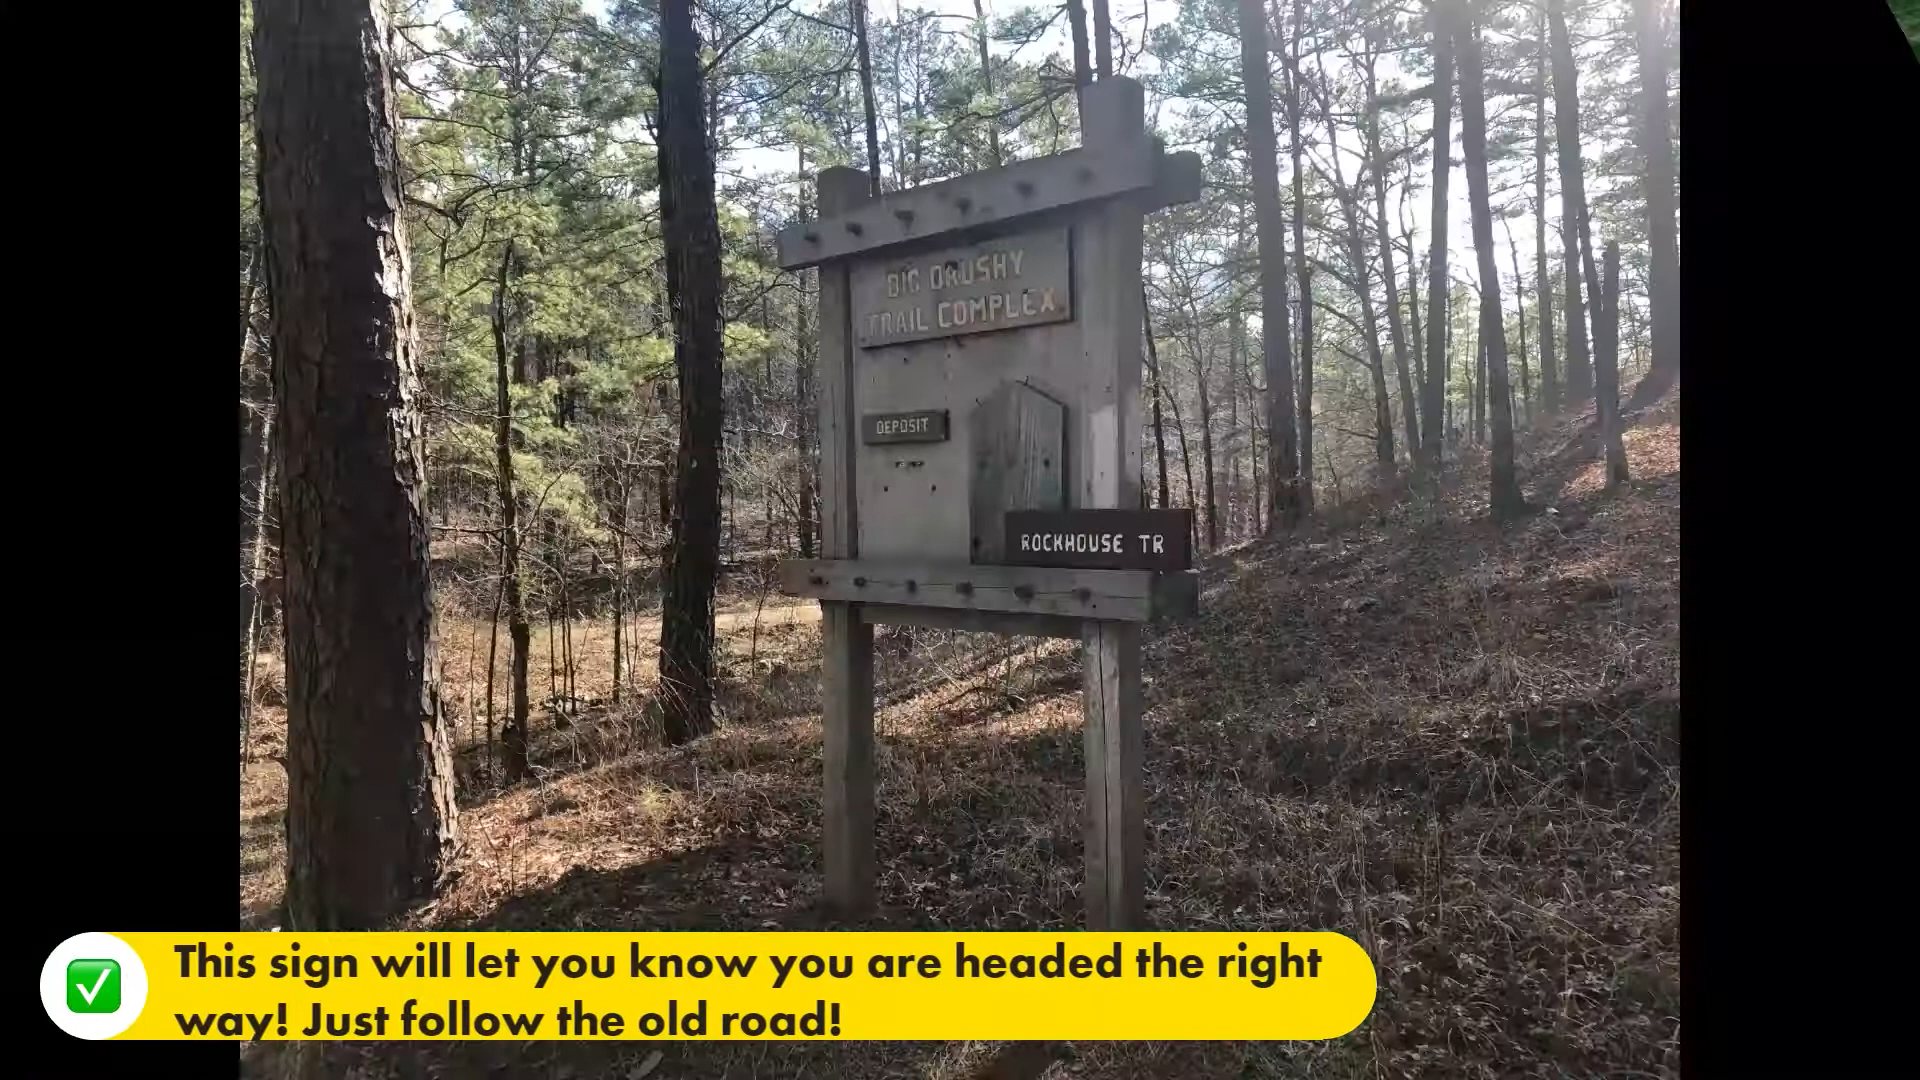 BIG BRUSHY
TRAIL COMPLEX
DEPOSIT
ROCKHOUSE TR
This sign will let you know you are headed the right
way! Just follow the old road!